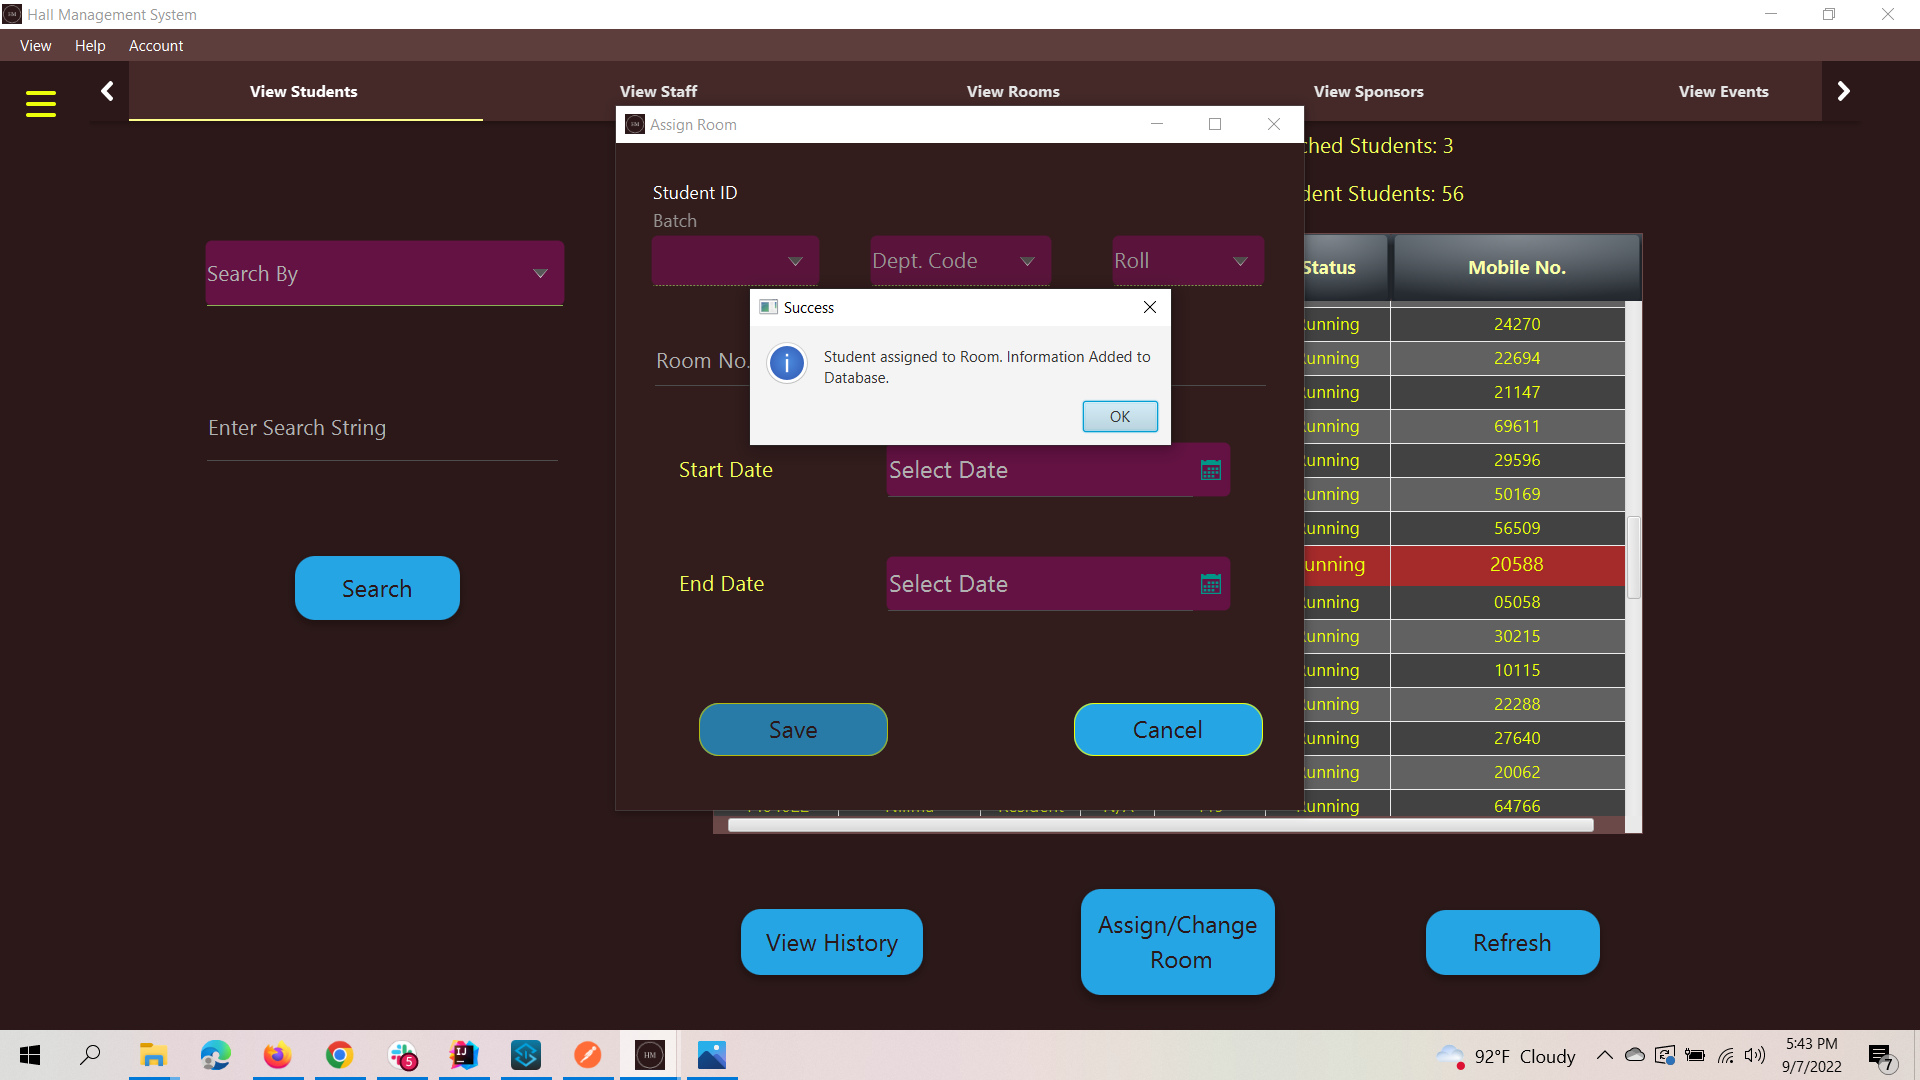 Hall Management System
View Help Account
View Students View Staff View Rooms View Sponsors View Events
Assign Room
ched Students: 3
dent Students: 56
Student ID
Batch
Dept. Code Roll
Search By
Status Mobile No.
Success
Student assigned to Room. Information Added to
Database.
OK
Room No.
Enter Search String
Start Date Select Date
End Date Select Date
Search
Save Cancel
unning 24270
unning 22694
unning 21147
unning 69611
unning 29596
unning 50169
unning 56509
unning 20588
unning 05058
unning 30215
unning 10115
unning 22288
unning 27640
unning 20062
unning 64766
View History
Assign/Change
Room
Refresh
HM
5
92°F Cloudy
5:43 PM
9/7/2022
7